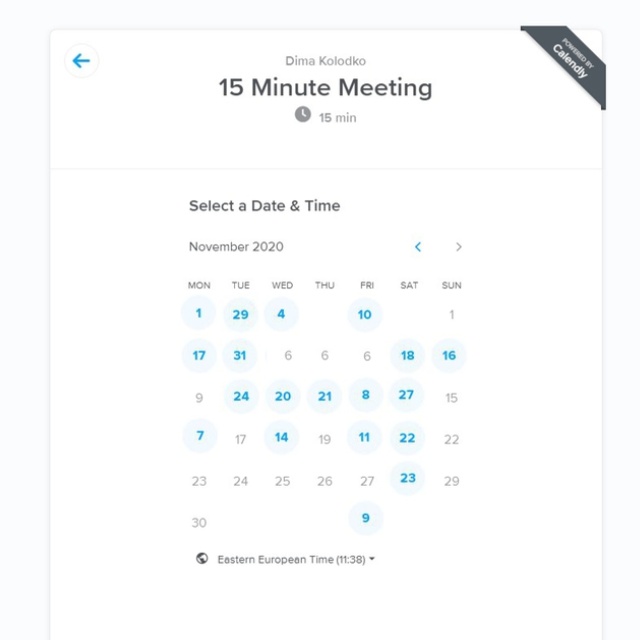 Dima Kolodko
15 Minute Meeting
15 min
POWERED BY
Calendly
Select a Date & Time
November 2020
MON TUE WED THU FRI SAT SUN
1 29 4 10 1
17 31 6 6 6 18 16
9 24 20 21 8 27 15
7 17 14 19 11 22 22
23 24 25 26 27 23 29
30 9
Eastern European Time (11:38)